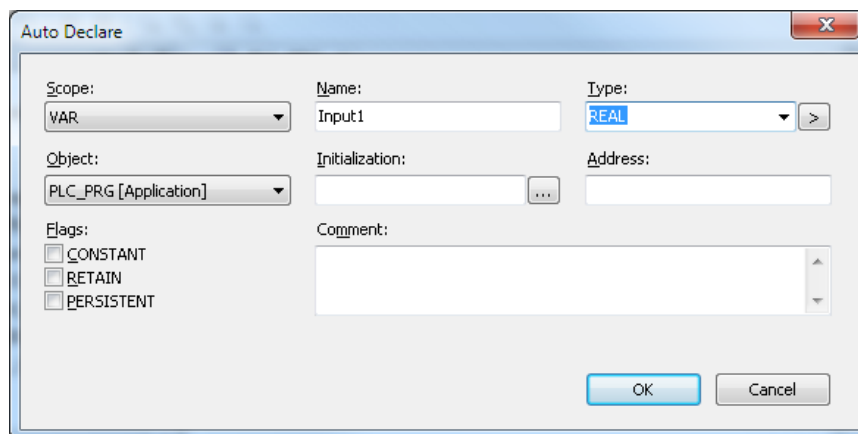 Auto Declare
Scope: Name: Type:
VAR Input1 REAL >
Object: Initialization: Address:
PLC_PRG [Application] ...
Flags: Comment:
CONSTANT
RETAIN
PERSISTENT
OK Cancel